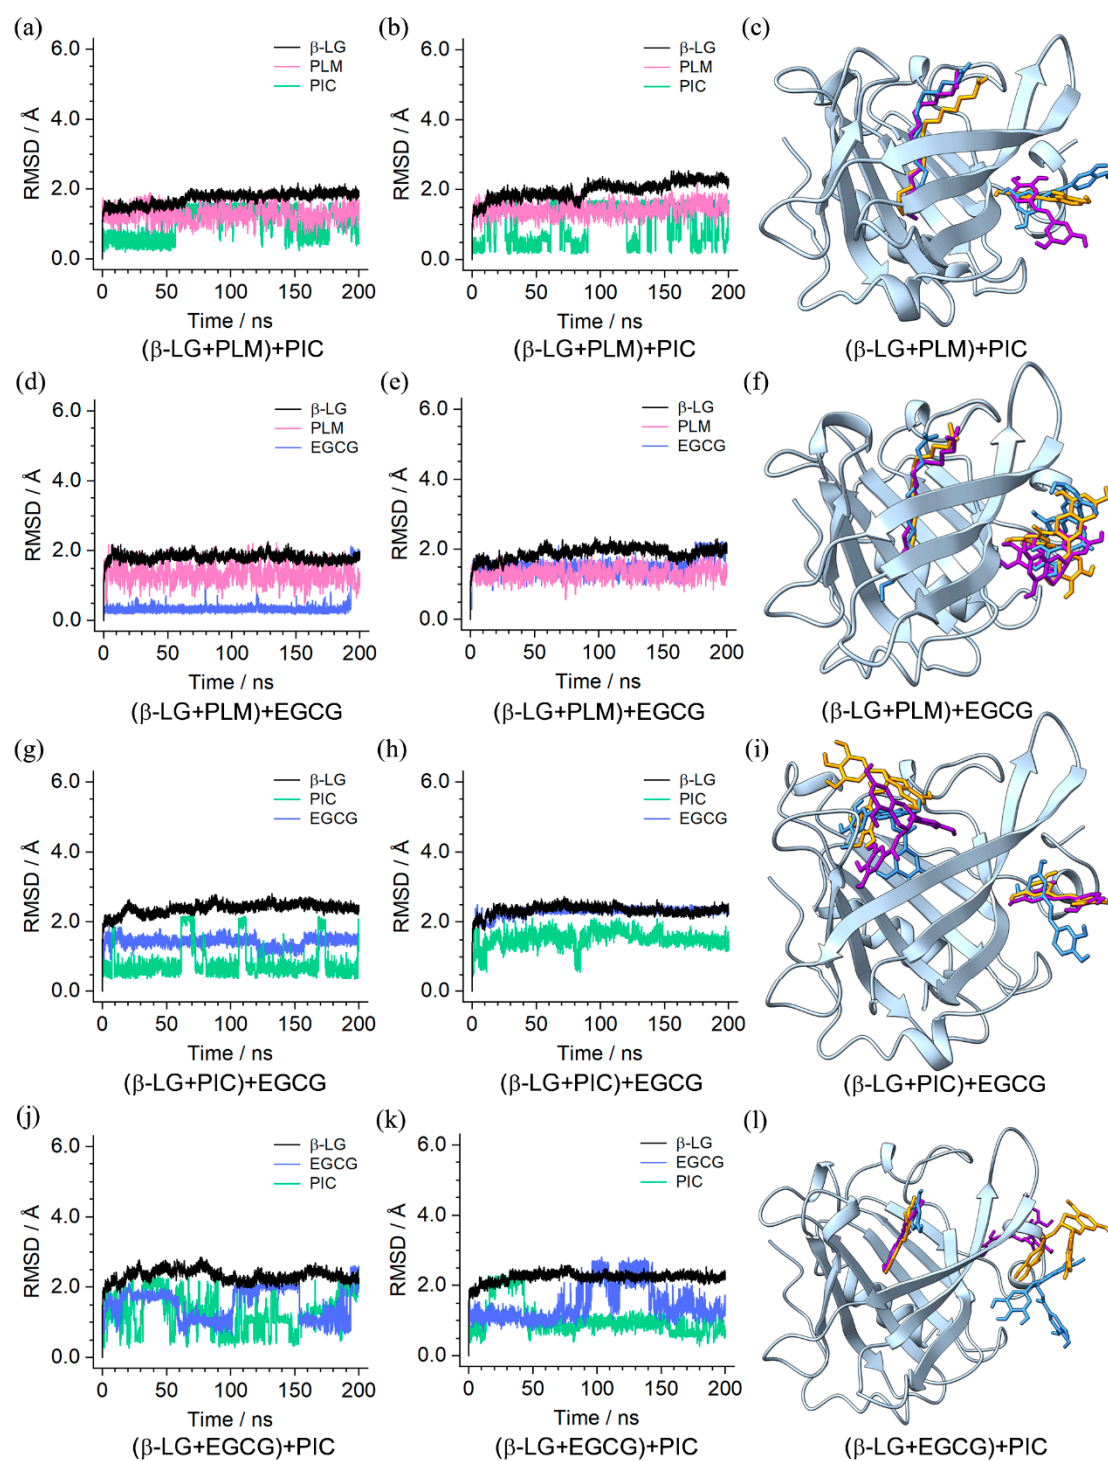 (a)
6.0
4.0
2.0
0.0
RMSD / Å
β-LG
PLM
PIC
0 50 100 150 200
Time / ns
(β-LG+PLM)+PIC
(b)
6.0
4.0
2.0
0.0
RMSD / Å
β-LG
PLM
PIC
0 50 100 150 200
Time / ns
(β-LG+PLM)+PIC
(c)
(β-LG+PLM)+PIC
(d)
6.0
4.0
2.0
0.0
RMSD / Å
β-LG
PLM
EGCG
0 50 100 150 200
Time / ns
(β-LG+PLM)+EGCG
(e)
6.0
4.0
2.0
0.0
RMSD / Å
β-LG
PLM
EGCG
0 50 100 150 200
Time / ns
(β-LG+PLM)+EGCG
(f)
(β-LG+PLM)+EGCG
(g)
6.0
4.0
2.0
0.0
RMSD / Å
β-LG
PIC
EGCG
0 50 100 150 200
Time / ns
(β-LG+PIC)+EGCG
(h)
6.0
4.0
2.0
0.0
RMSD / Å
β-LG
PIC
EGCG
0 50 100 150 200
Time / ns
(β-LG+PIC)+EGCG
(i)
(β-LG+PIC)+EGCG
(j)
6.0
4.0
2.0
0.0
RMSD / Å
β-LG
EGCG
PIC
0 50 100 150 200
Time / ns
(β-LG+EGCG)+PIC
(k)
6.0
4.0
2.0
0.0
RMSD / Å
β-LG
EGCG
PIC
0 50 100 150 200
Time / ns
(β-LG+EGCG)+PIC
(l)
(β-LG+EGCG)+PIC